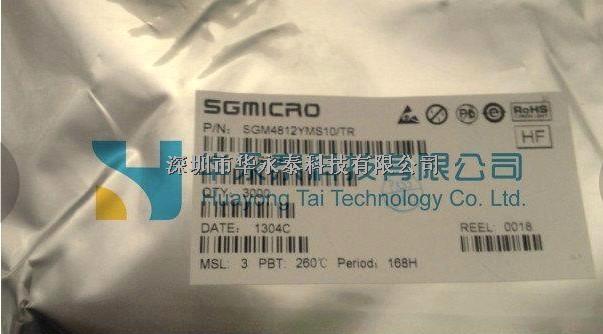 SGMICRO
P/N: SGM4812YMS10/TR
RoHS
HF
深圳市华永泰科技有限公司
Huayong Tai Technology Co. Ltd
QTY: 3000
DATE: 1304C
REEL: 0018
MSL: 3 PBT: 260℃ Period: 168H